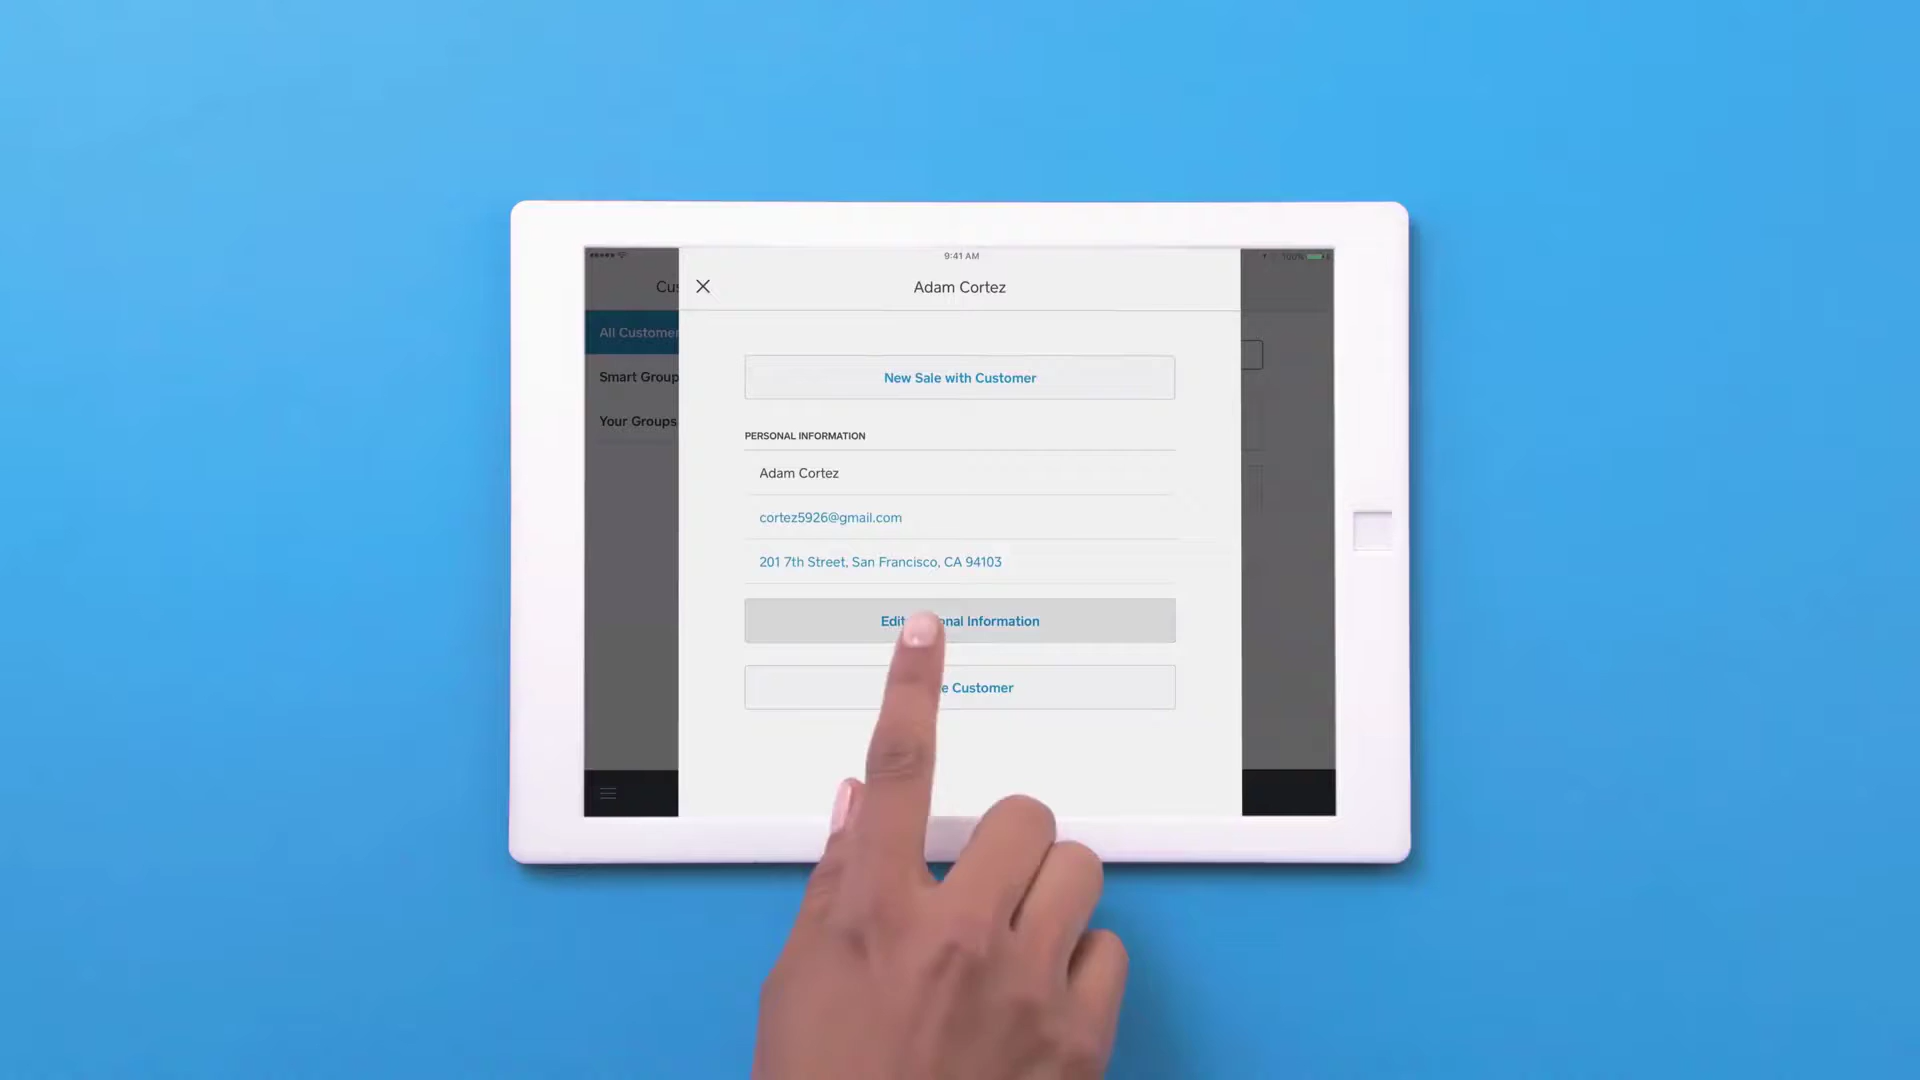 9:41 AM
100%
Adam Cortez
All Customer
Smart Group
Your Groups
New Sale with Customer
PERSONAL INFORMATION
Adam Cortez
cortez5926@gmail.com
201 7th Street, San Francisco, CA 94103
Edit Information
Customer